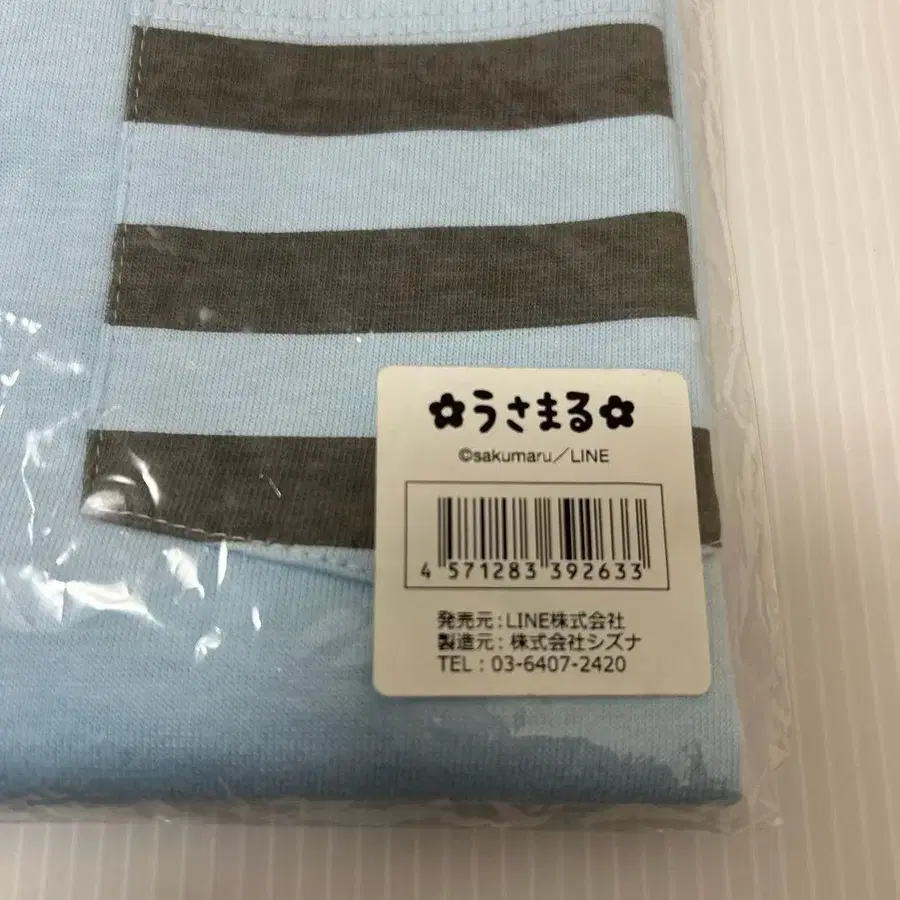 ✿うさまる✿
©sakumaru／LINE
4 571283 392633
発売元：LINE株式会社
製造元：株式会社シズナ
TEL：03-6407-2420